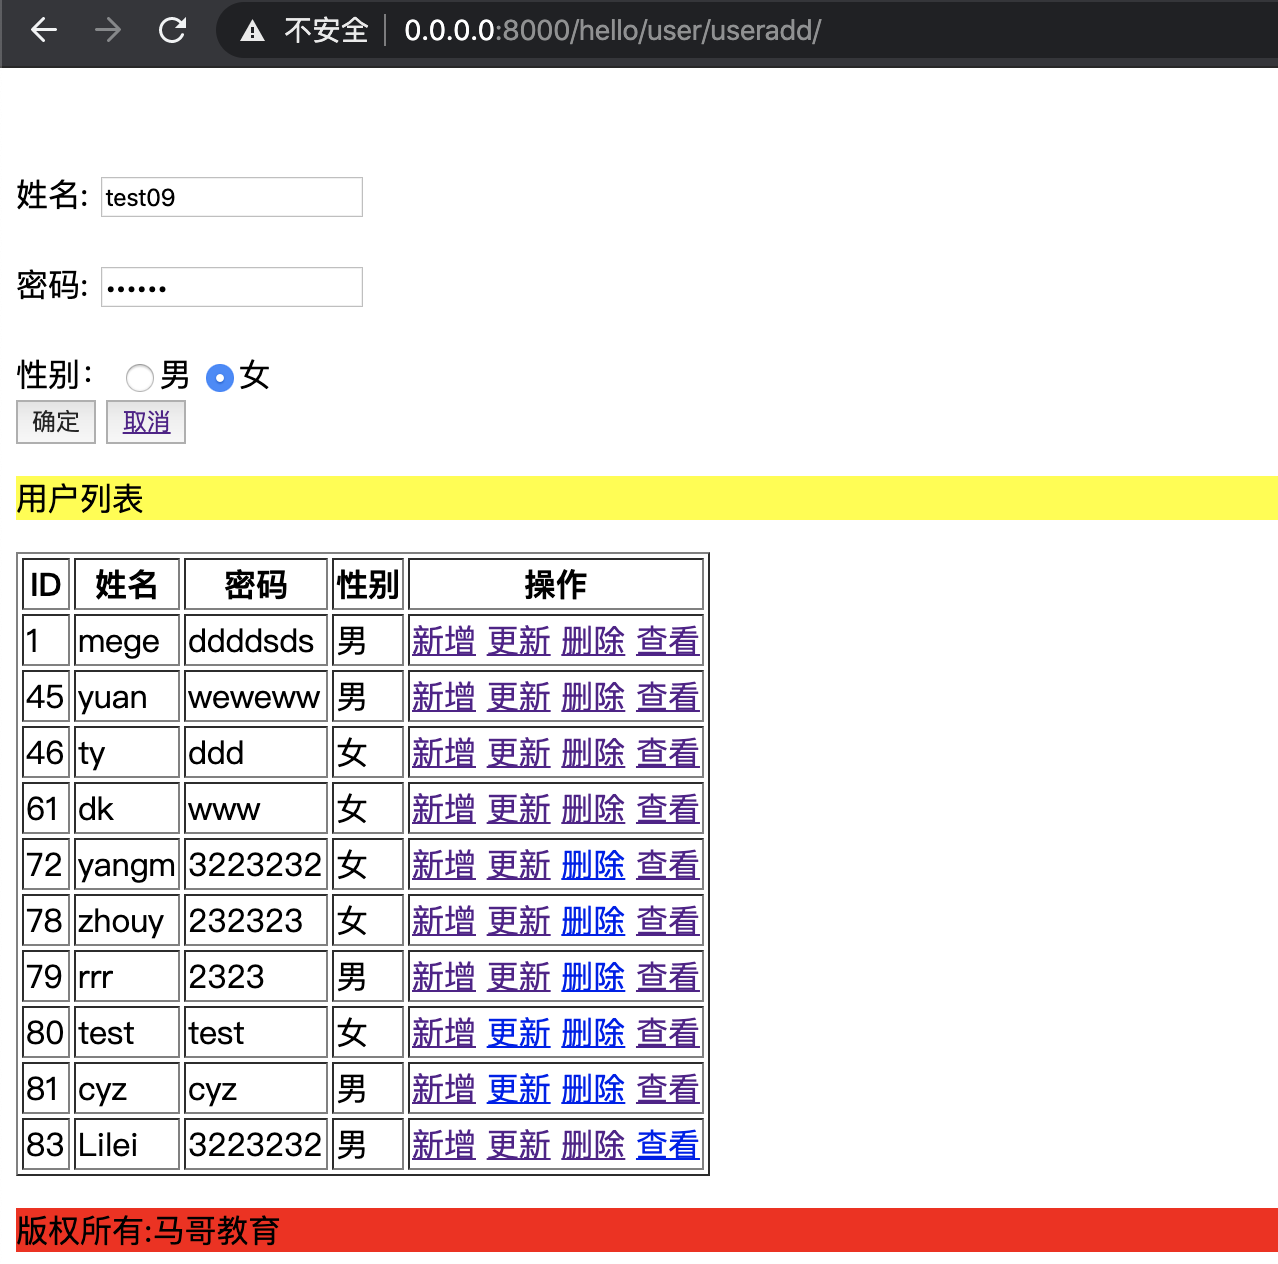 不安全 0.0.0.0:8000/hello/user/useradd/
姓名: test09
密码: ••••••
性别： 男 女
确定 取消
用户列表
ID 姓名 密码 性别 操作
1 mege ddddsds 男 新增 更新 删除 查看
45 yuan weweww 男 新增 更新 删除 查看
46 ty ddd 女 新增 更新 删除 查看
61 dk www 女 新增 更新 删除 查看
72 yangm 3223232 女 新增 更新 删除 查看
78 zhouy 232323 女 新增 更新 删除 查看
79 rrr 2323 男 新增 更新 删除 查看
80 test test 女 新增 更新 删除 查看
81 cyz cyz 男 新增 更新 删除 查看
83 Lilei 3223232 男 新增 更新 删除 查看
版权所有:马哥教育